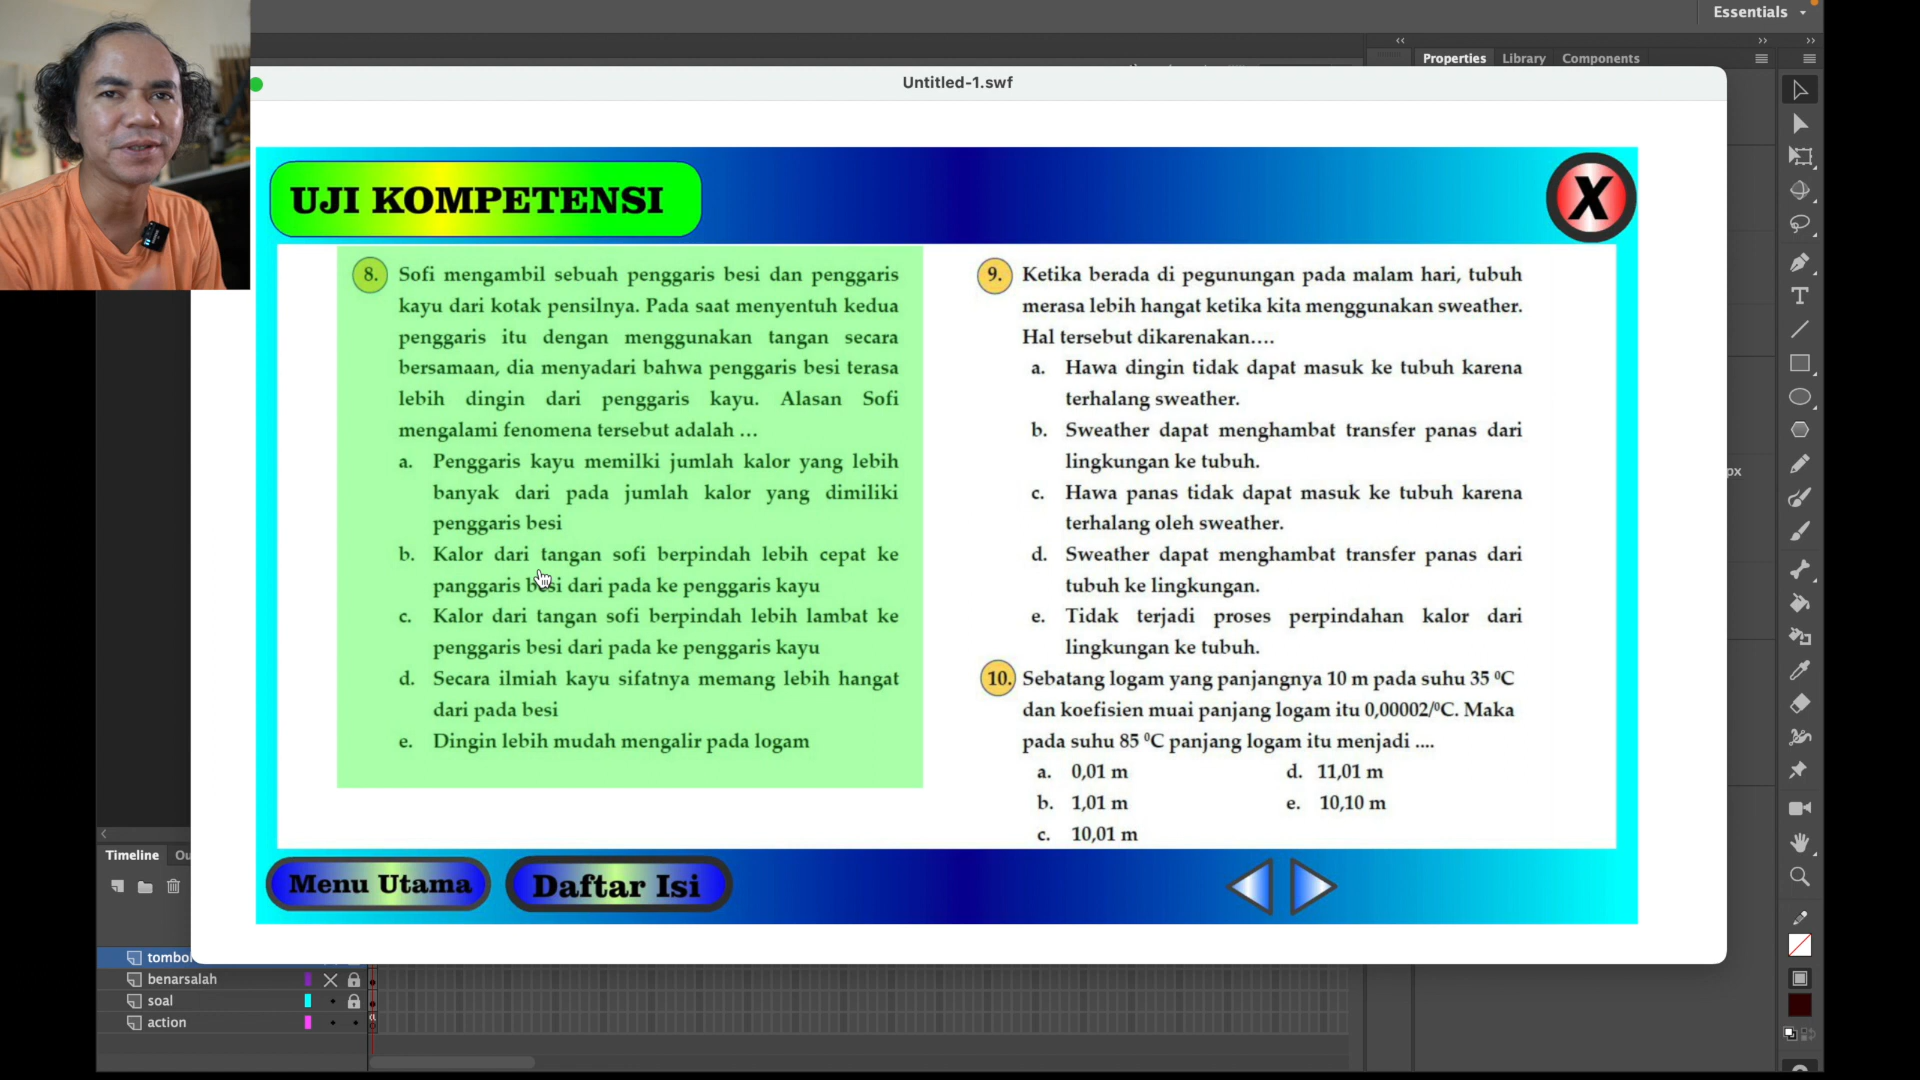 Essentials
Properties Library Components
Untitled-1.swf
UJI KOMPETENSI
X
8. Sofi mengambil sebuah penggaris besi dan penggaris
kayu dari kotak pensilnya. Pada saat menyentuh kedua
penggaris itu dengan menggunakan tangan secara
bersamaan, dia menyadari bahwa penggaris besi terasa
lebih dingin dari penggaris kayu. Alasan Sofi
mengalami fenomena tersebut adalah ...
a. Penggaris kayu memilki jumlah kalor yang lebih
banyak dari pada jumlah kalor yang dimiliki
penggaris besi
b. Kalor dari tangan sofi berpindah lebih cepat ke
panggaris besi dari pada ke penggaris kayu
c. Kalor dari tangan sofi berpindah lebih lambat ke
penggaris besi dari pada ke penggaris kayu
d. Secara ilmiah kayu sifatnya memang lebih hangat
dari pada besi
e. Dingin lebih mudah mengalir pada logam
9. Ketika berada di pegunungan pada malam hari, tubuh
merasa lebih hangat ketika kita menggunakan sweather.
Hal tersebut dikarenakan....
a. Hawa dingin tidak dapat masuk ke tubuh karena
terhalang sweather.
b. Sweather dapat menghambat transfer panas dari
lingkungan ke tubuh.
c. Hawa panas tidak dapat masuk ke tubuh karena
terhalang oleh sweather.
d. Sweather dapat menghambat transfer panas dari
tubuh ke lingkungan.
e. Tidak terjadi proses perpindahan kalor dari
lingkungan ke tubuh.
10. Sebatang logam yang panjangnya 10 m pada suhu 35 ⁰C
dan koefisien muai panjang logam itu 0,00002/⁰C. Maka
pada suhu 85 ⁰C panjang logam itu menjadi ....
a. 0,01 m d. 11,01 m
b. 1,01 m e. 10,10 m
c. 10,01 m
px
Menu Utama Daftar Isi
Timeline Ou
tombol
benarsalah
soal
action